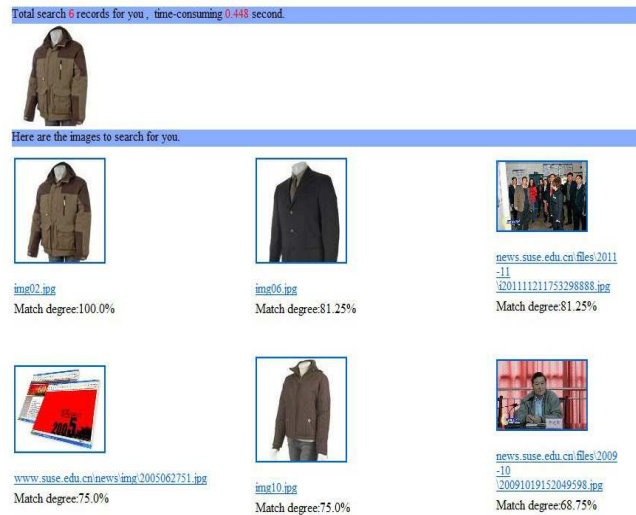 Total search 6 records for you , time-consuming 0.448 second.
Here are the images to search for you.
img02.jpg
Match degree:100.0%
img06.jpg
Match degree:81.25%
news.suse.edu.cn\files\2011
-11
\i201111211753298888.jpg
Match degree:81.25%
2005
www.suse.edu.cn\news\img\2005062751.jpg
Match degree:75.0%
img10.jpg
Match degree:75.0%
news.suse.edu.cn\files\2009
-10
\20091019152049598.jpg
Match degree:68.75%